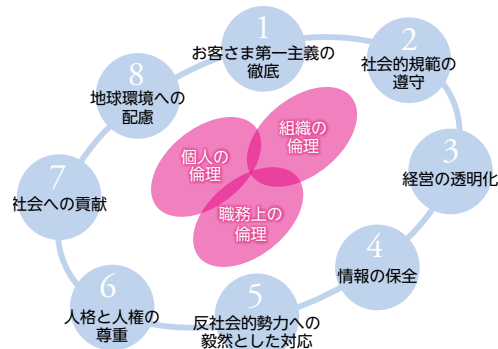 1
お客さま第一主義の
徹底
2
社会的規範の
遵守
3
経営の透明化
4
情報の保全
5
反社会的勢力への
毅然とした対応
6
人格と人権の
尊重
7
社会への貢献
8
地球環境への
配慮
個人の
倫理
組織の
倫理
職務上の
倫理